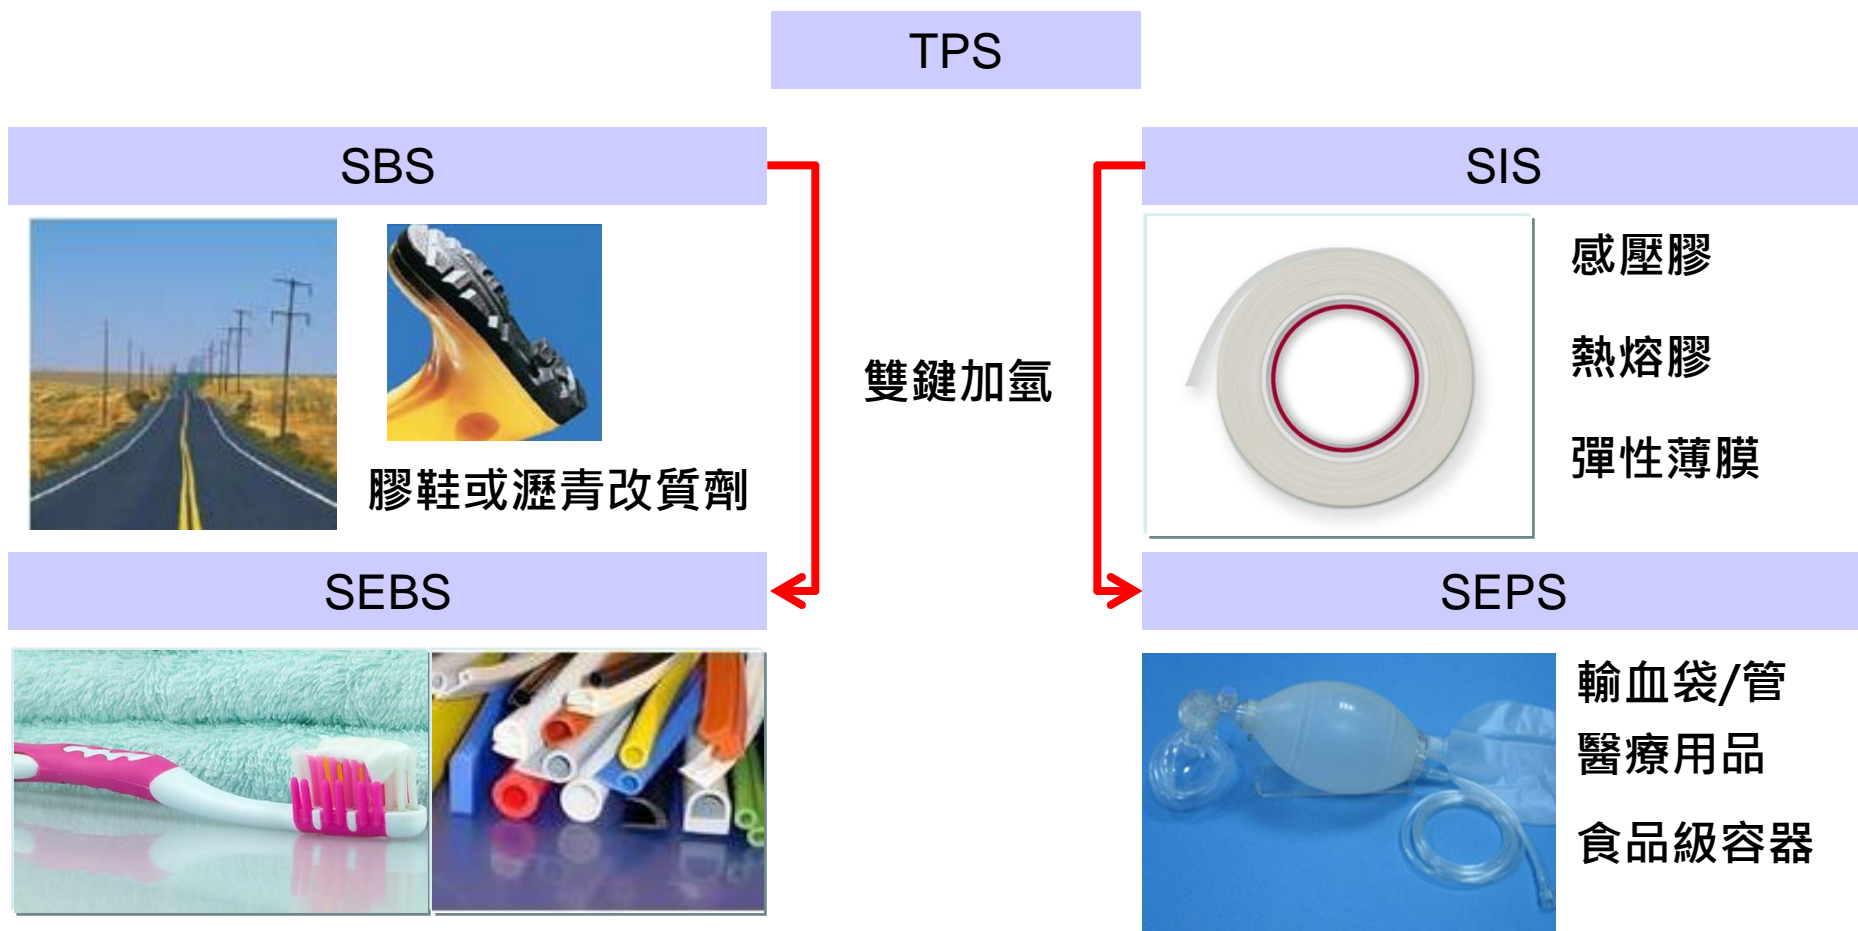 TPS
SBS
膠鞋或瀝青改質劑
雙鍵加氫
SIS
感壓膠
熱熔膠
彈性薄膜
SEBS
SEPS
輸血袋/管
醫療用品
食品級容器